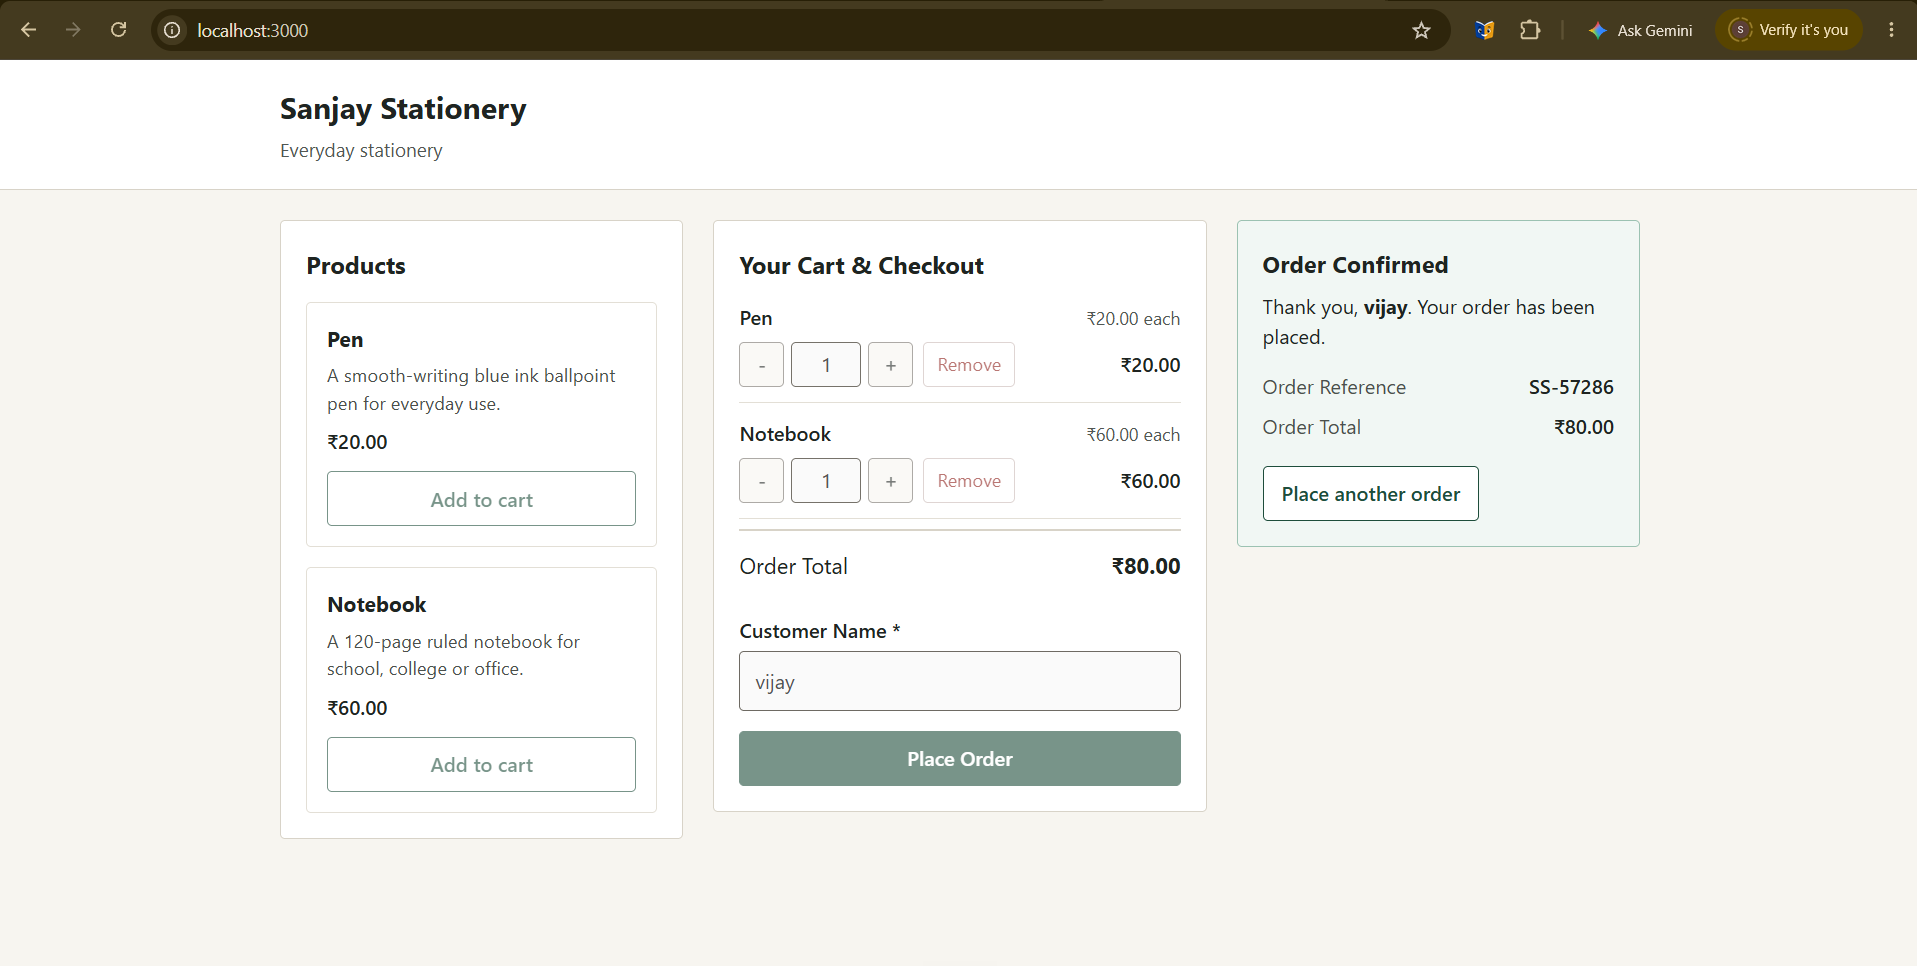 localhost:3000
Ask Gemini
S
Verify it's you
Sanjay Stationery
Everyday stationery
Products
Pen
A smooth-writing blue ink ballpoint
pen for everyday use.
₹20.00
Add to cart
Notebook
A 120-page ruled notebook for
school, college or office.
₹60.00
Add to cart
Your Cart & Checkout
Pen ₹20.00 each
- 1 + Remove ₹20.00
Notebook ₹60.00 each
- 1 + Remove ₹60.00
Order Total ₹80.00
Customer Name *
vijay
Place Order
Order Confirmed
Thank you, vijay. Your order has been
placed.
Order Reference SS-57286
Order Total ₹80.00
Place another order